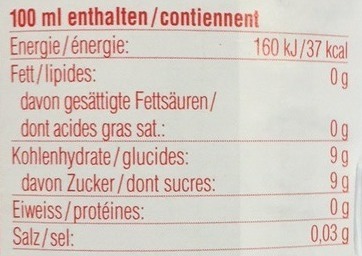 100 ml enthalten/contiennent
Energie/énergie: 160 kJ/37 kcal
Fett/lipides: 0 g
davon gesättigte Fettsäuren/
dont acides gras sat.: 0 g
Kohlenhydrate/glucides: 9 g
davon Zucker/dont sucres: 9 g
Eiweiss/protéines: 0 g
Salz/sel: 0,03 g